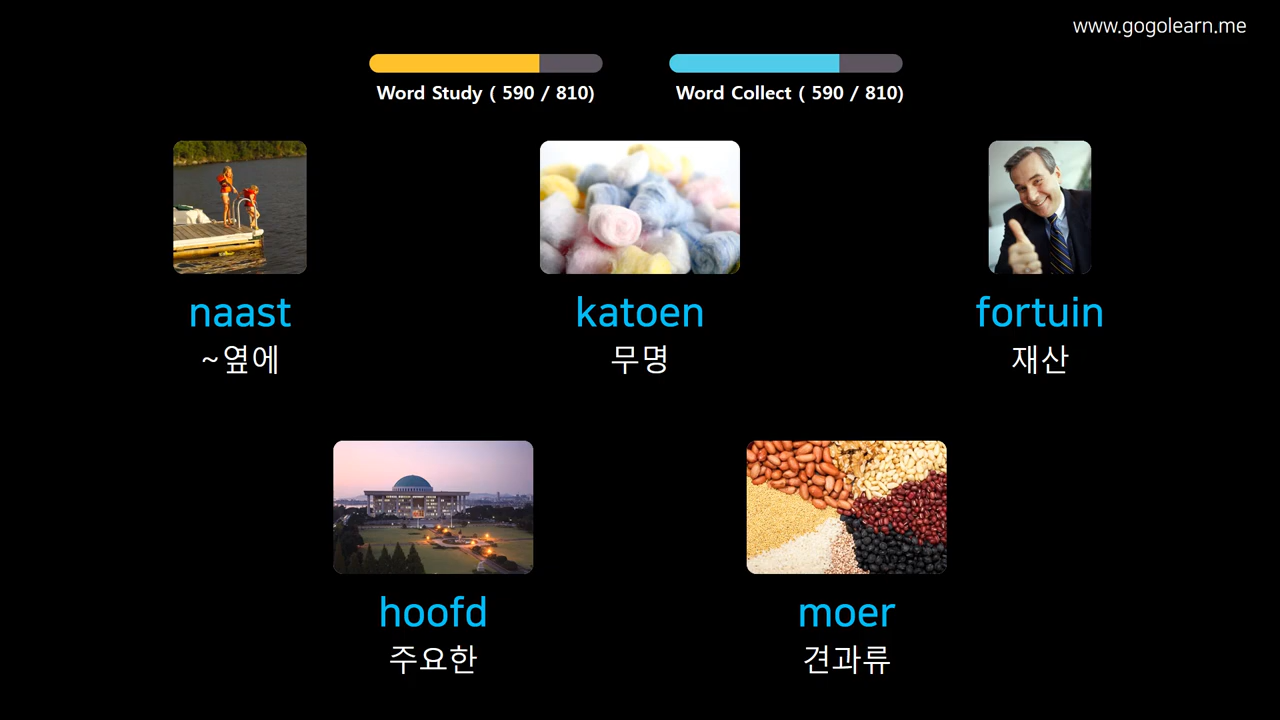 www.gogolearn.me
Word Study ( 590 / 810)
Word Collect ( 590 / 810)
naast
~옆에
katoen
무명
fortuin
재산
hoofd
주요한
moer
견과류